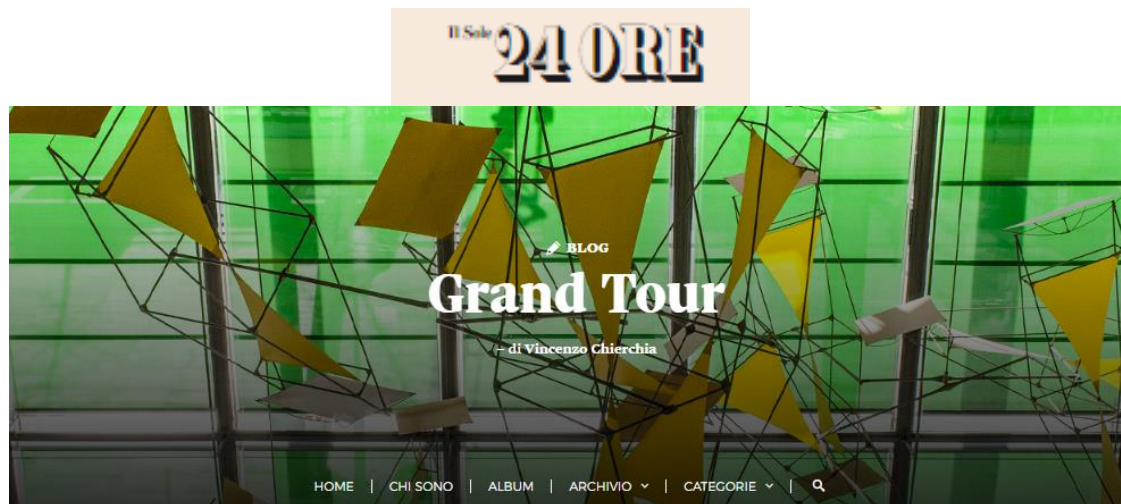 Il Sole
24 ORE
BLOG
Grand Tour
– di Vincenzo Chierchia
HOME | CHI SONO | ALBUM | ARCHIVIO | CATEGORIE |